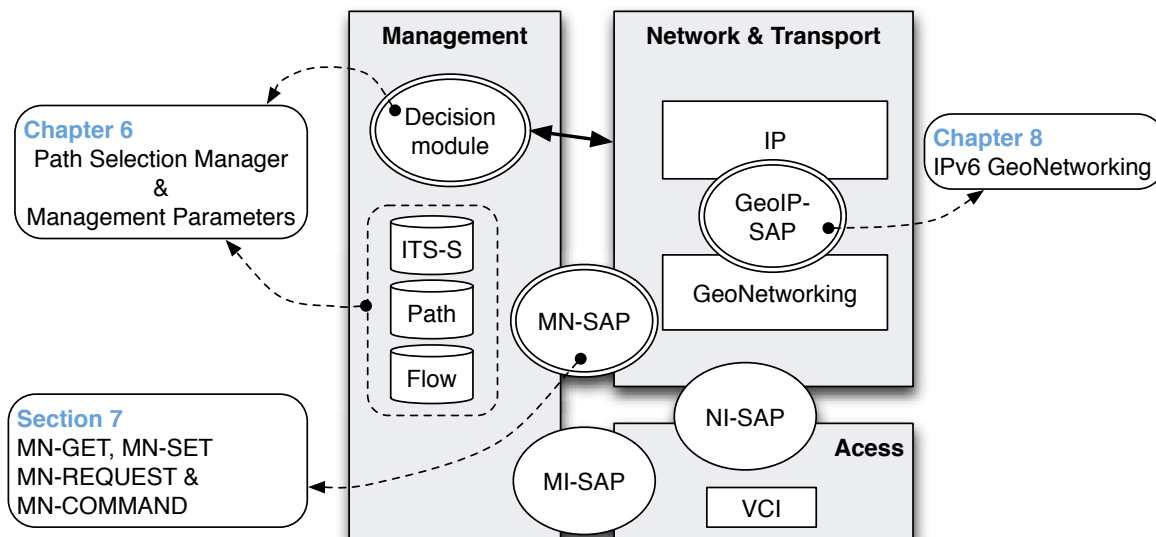 Management
Network & Transport
Decision
module
Chapter 6
Path Selection Manager
&
Management Parameters
IP
Chapter 8
IPv6 GeoNetworking
GeoIP-
SAP
ITS-S
Path
Flow
MN-SAP
GeoNetworking
Section 7
MN-GET, MN-SET
MN-REQUEST &
MN-COMMAND
NI-SAP
MI-SAP
Acess
VCI